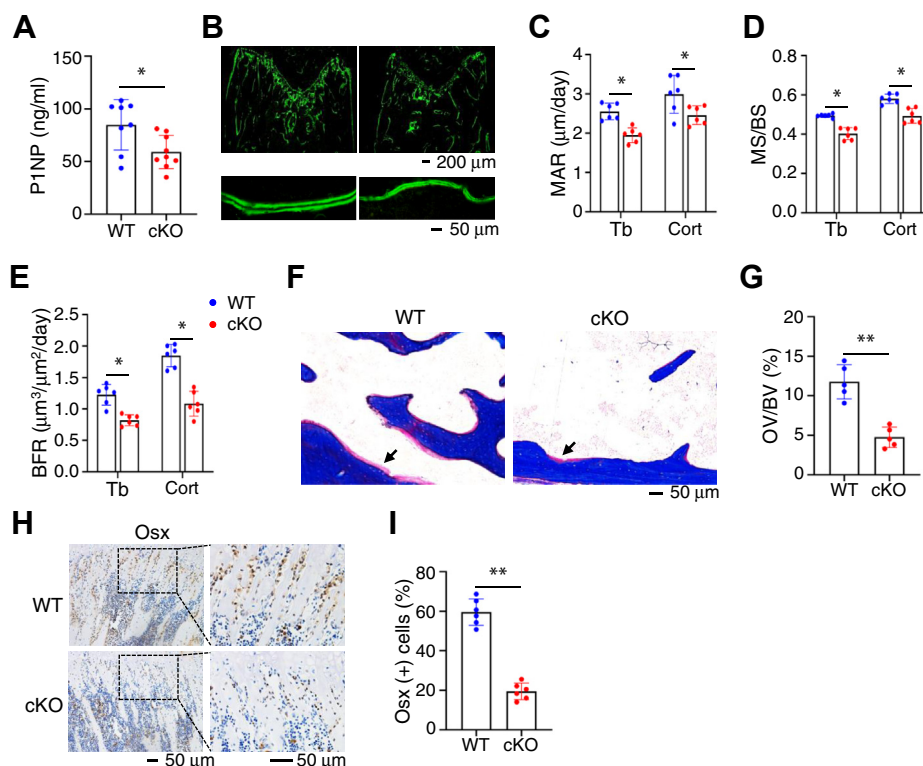 A
P1NP (ng/ml)
150
100
50
0
*
WT
cKO
B
200 μm
50 μm
C
MAR (μm/day)
4
3
2
1
0
*
*
Tb
Cort
D
MS/BS
0.8
0.6
0.4
0.2
0.0
*
*
Tb
Cort
E
BFR (μm³/μm²/day)
2.5
2.0
1.5
1.0
0.5
0.0
*
*
Tb
Cort
WT
cKO
F
WT
cKO
50 μm
G
OV/BV (%)
20
15
10
5
0
**
WT
cKO
H
Osx
WT
cKO
50 μm
50 μm
I
Osx (+) cells (%)
80
60
40
20
0
**
WT
cKO